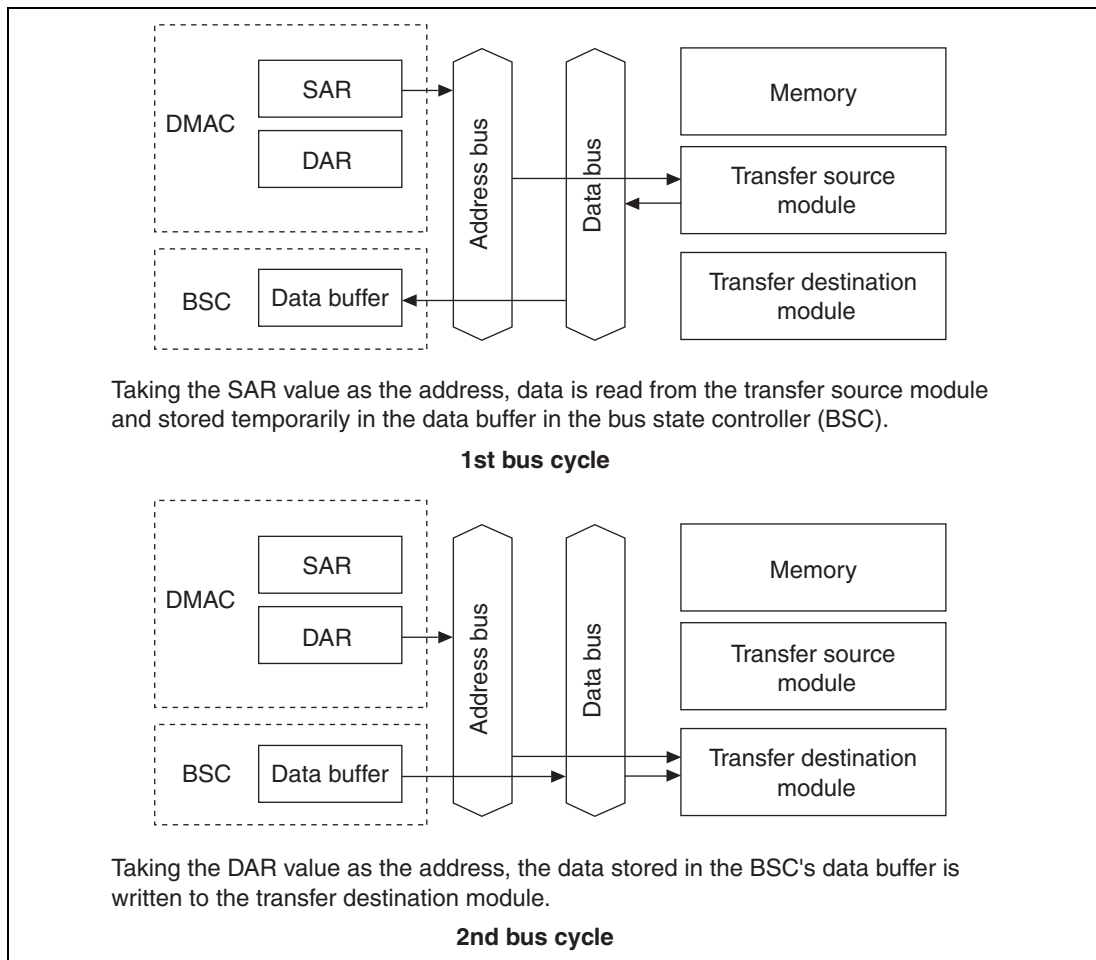 DMAC
SAR
DAR
BSC
Data buffer
Address bus
Data bus
Memory
Transfer source
module
Transfer destination
module
Taking the SAR value as the address, data is read from the transfer source module
and stored temporarily in the data buffer in the bus state controller (BSC).
1st bus cycle
DMAC
SAR
DAR
BSC
Data buffer
Address bus
Data bus
Memory
Transfer source
module
Transfer destination
module
Taking the DAR value as the address, the data stored in the BSC's data buffer is
written to the transfer destination module.
2nd bus cycle